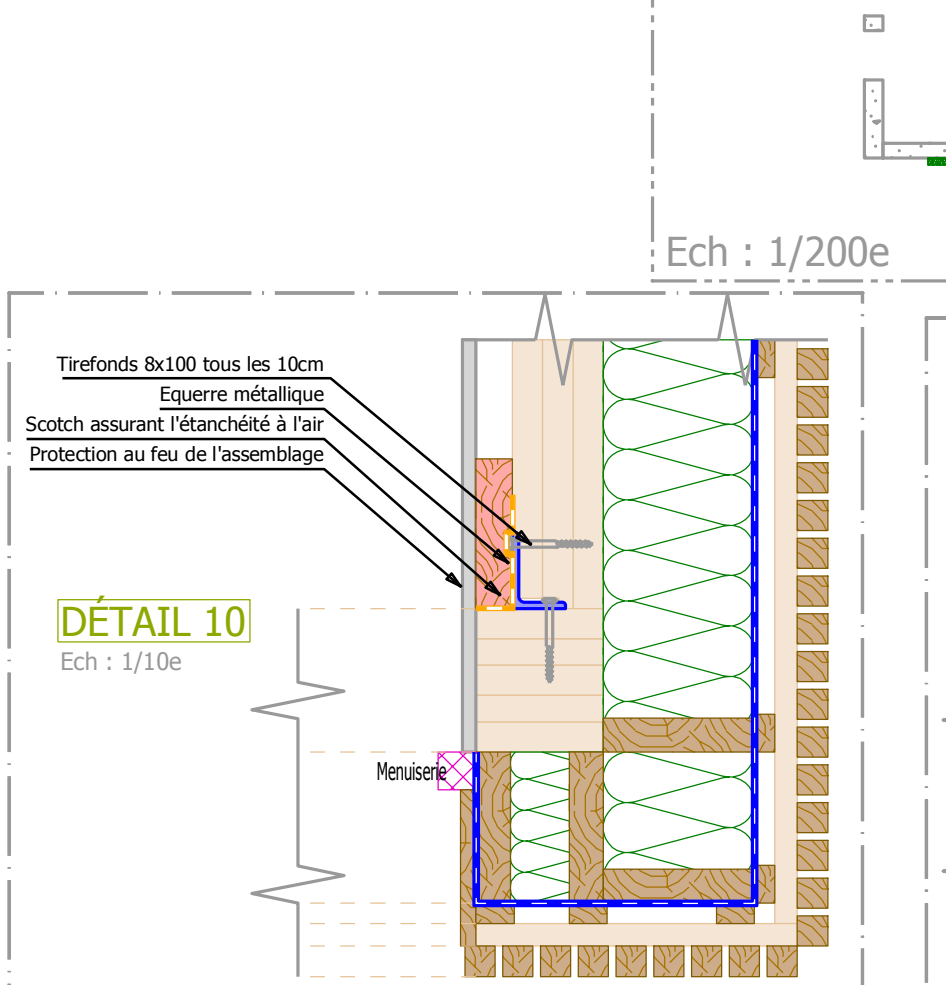 Ech : 1/200e
Tirefonds 8x100 tous les 10cm
Equerre métallique
Scotch assurant l'étanchéité à l'air
Protection au feu de l'assemblage
DÉTAIL 10
Ech : 1/10e
Menuiserie